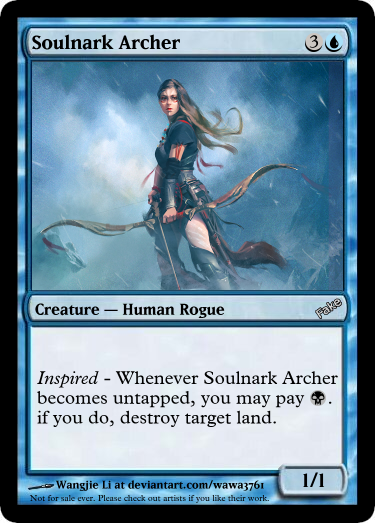 Soulnark Archer 3
Creature — Human Rogue Fake
Inspired - Whenever Soulnark Archer
becomes untapped, you may pay .
if you do, destroy target land.
Wangjie Li at deviantart.com/wawa3761
1/1
Not for sale ever. Please check out artists if you like their work.